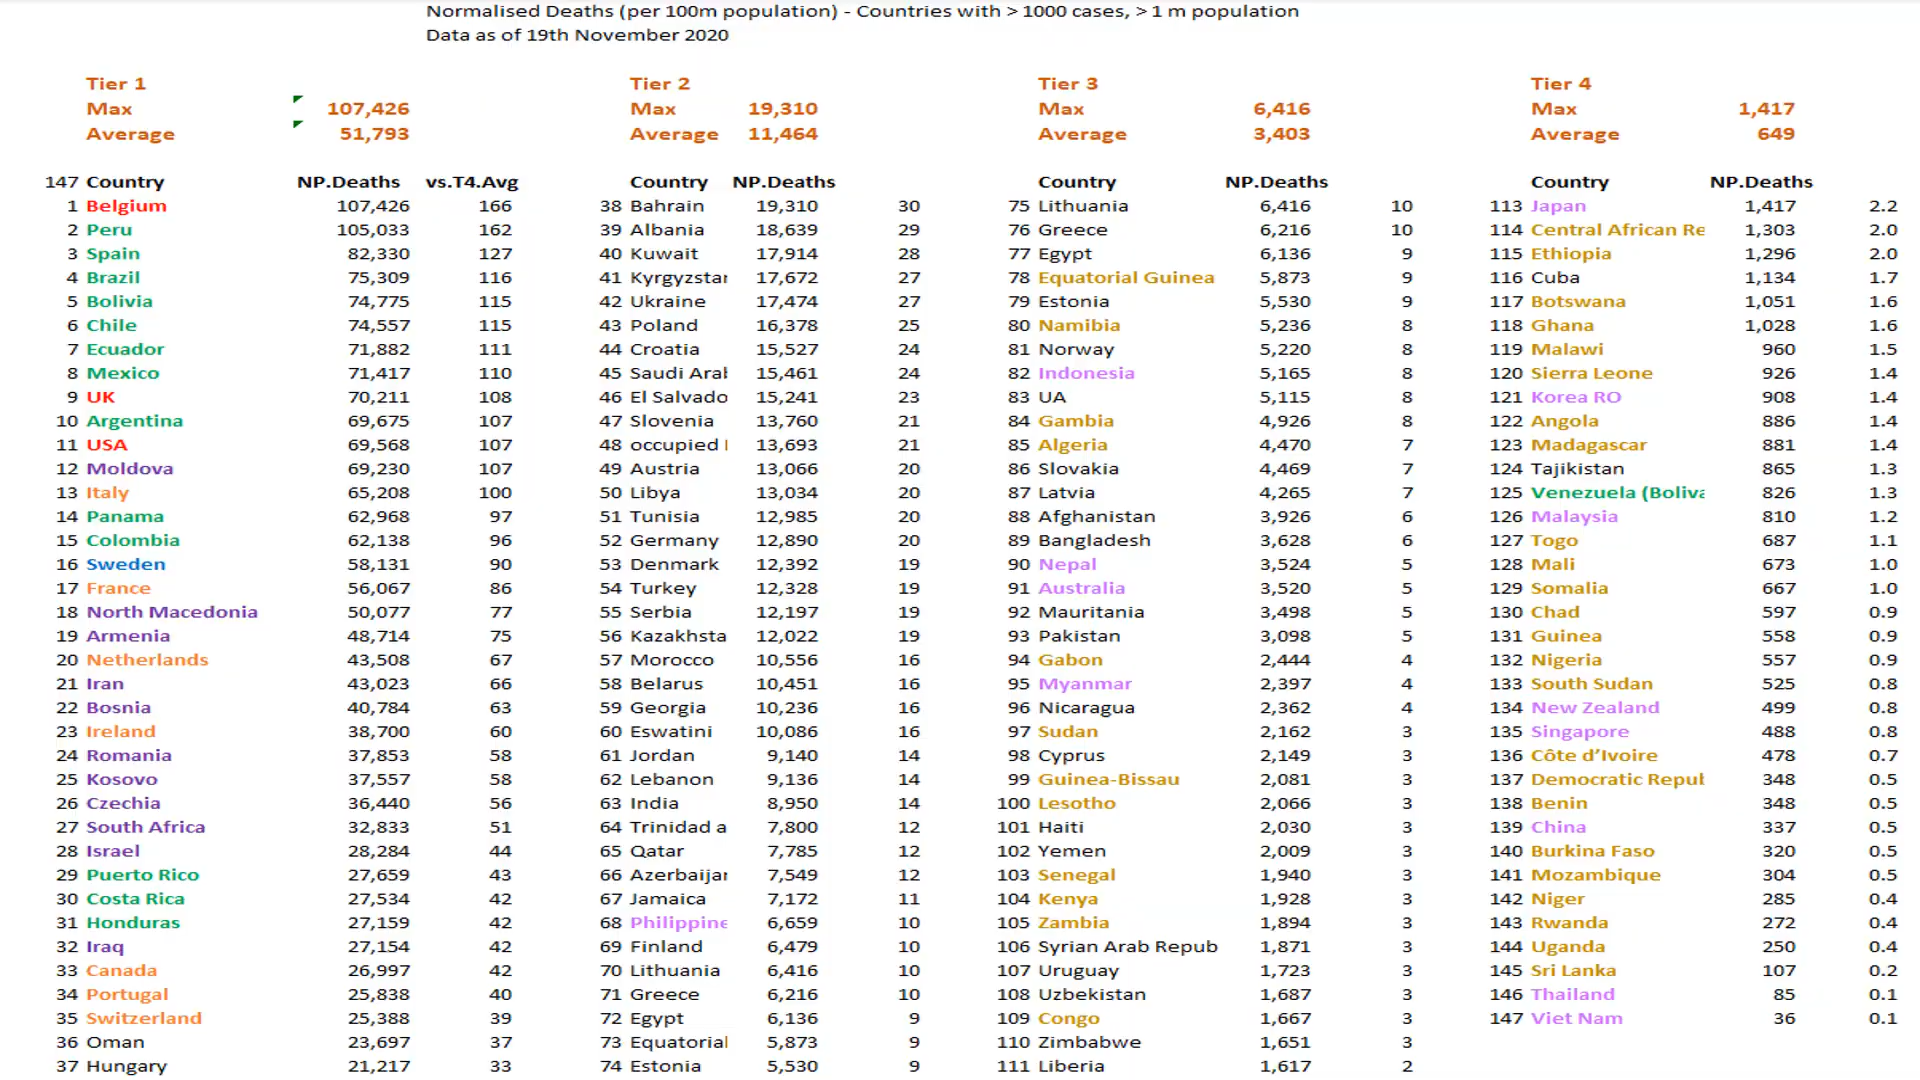 Normalised Deaths (per 100m population) - Countries with > 1000 cases, > 1 m population
Data as of 19th November 2020
Tier 1 Tier 2 Tier 3 Tier 4
Max 107,426 Max 19,310 Max 6,416 Max 1,417
Average 51,793 Average 11,464 Average 3,403 Average 649
147 Country NP.Deaths vs.T4.Avg Country NP.Deaths Country NP.Deaths Country NP.Deaths
1 Belgium 107,426 166 38 Bahrain 19,310 30 75 Lithuania 6,416 10 113 Japan 1,417 2.2
2 Peru 105,033 162 39 Albania 18,639 29 76 Greece 6,216 10 114 Central African Re 1,303 2.0
3 Spain 82,330 127 40 Kuwait 17,914 28 77 Egypt 6,136 9 115 Ethiopia 1,296 2.0
4 Brazil 75,309 116 41 Kyrgyzstar 17,672 27 78 Equatorial Guinea 5,873 9 116 Cuba 1,134 1.7
5 Bolivia 74,775 115 42 Ukraine 17,474 27 79 Estonia 5,530 9 117 Botswana 1,051 1.6
6 Chile 74,557 115 43 Poland 16,378 25 80 Namibia 5,236 8 118 Ghana 1,028 1.6
7 Ecuador 71,882 111 44 Croatia 15,527 24 81 Norway 5,220 8 119 Malawi 960 1.5
8 Mexico 71,417 110 45 Saudi Aral 15,461 24 82 Indonesia 5,165 8 120 Sierra Leone 926 1.4
9 UK 70,211 108 46 El Salvado 15,241 23 83 UA 5,115 8 121 Korea RO 908 1.4
10 Argentina 69,675 107 47 Slovenia 13,760 21 84 Gambia 4,926 8 122 Angola 886 1.4
11 USA 69,568 107 48 occupied 13,693 21 85 Algeria 4,470 7 123 Madagascar 881 1.4
12 Moldova 69,230 107 49 Austria 13,066 20 86 Slovakia 4,469 7 124 Tajikistan 865 1.3
13 Italy 65,208 100 50 Libya 13,034 20 87 Latvia 4,265 7 125 Venezuela (Boliva 826 1.3
14 Panama 62,968 97 51 Tunisia 12,985 20 88 Afghanistan 3,926 6 126 Malaysia 810 1.2
15 Colombia 62,138 96 52 Germany 12,890 20 89 Bangladesh 3,628 6 127 Togo 687 1.1
16 Sweden 58,131 90 53 Denmark 12,392 19 90 Nepal 3,524 5 128 Mali 673 1.0
17 France 56,067 86 54 Turkey 12,328 19 91 Australia 3,520 5 129 Somalia 667 1.0
18 North Macedonia 50,077 77 55 Serbia 12,197 19 92 Mauritania 3,498 5 130 Chad 597 0.9
19 Armenia 48,714 75 56 Kazakhsta 12,022 19 93 Pakistan 3,098 5 131 Guinea 558 0.9
20 Netherlands 43,508 67 57 Morocco 10,556 16 94 Gabon 2,444 4 132 Nigeria 557 0.9
21 Iran 43,023 66 58 Belarus 10,451 16 95 Myanmar 2,397 4 133 South Sudan 525 0.8
22 Bosnia 40,784 63 59 Georgia 10,236 16 96 Nicaragua 2,362 4 134 New Zealand 499 0.8
23 Ireland 38,700 60 60 Eswatini 10,086 16 97 Sudan 2,162 3 135 Singapore 488 0.8
24 Romania 37,853 58 61 Jordan 9,140 14 98 Cyprus 2,149 3 136 Côte d’Ivoire 478 0.7
25 Kosovo 37,557 58 62 Lebanon 9,136 14 99 Guinea-Bissau 2,081 3 137 Democratic Repub 348 0.5
26 Czechia 36,440 56 63 India 8,950 14 100 Lesotho 2,066 3 138 Benin 348 0.5
27 South Africa 32,833 51 64 Trinidad a 7,800 12 101 Haiti 2,030 3 139 China 337 0.5
28 Israel 28,284 44 65 Qatar 7,785 12 102 Yemen 2,009 3 140 Burkina Faso 320 0.5
29 Puerto Rico 27,659 43 66 Azerbaijar 7,549 12 103 Senegal 1,940 3 141 Mozambique 304 0.5
30 Costa Rica 27,534 42 67 Jamaica 7,172 11 104 Kenya 1,928 3 142 Niger 285 0.4
31 Honduras 27,159 42 68 Philippine 6,659 10 105 Zambia 1,894 3 143 Rwanda 272 0.4
32 Iraq 27,154 42 69 Finland 6,479 10 106 Syrian Arab Repub 1,871 3 144 Uganda 250 0.4
33 Canada 26,997 42 70 Lithuania 6,416 10 107 Uruguay 1,723 3 145 Sri Lanka 107 0.2
34 Portugal 25,838 40 71 Greece 6,216 10 108 Uzbekistan 1,687 3 146 Thailand 85 0.1
35 Switzerland 25,388 39 72 Egypt 6,136 9 109 Congo 1,667 3 147 Viet Nam 36 0.1
36 Oman 23,697 37 73 Equatorial 5,873 9 110 Zimbabwe 1,651 3
37 Hungary 21,217 33 74 Estonia 5,530 9 111 Liberia 1,617 2